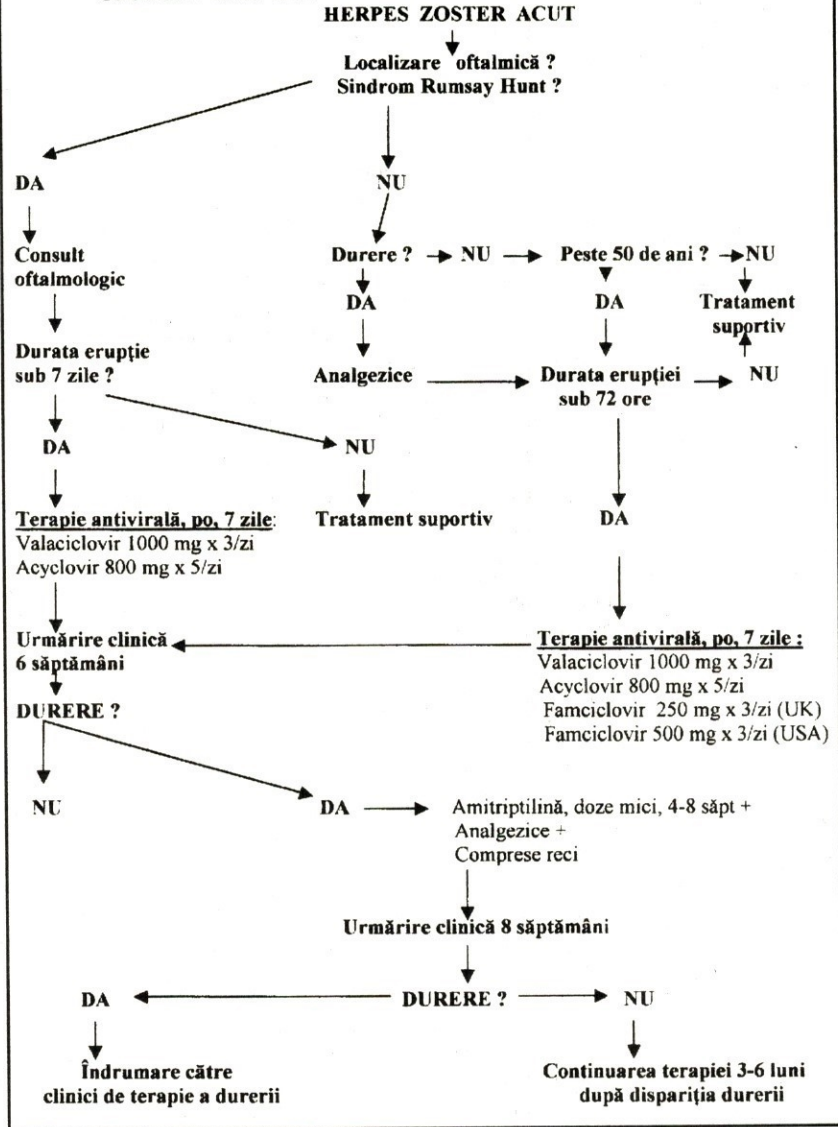 HERPES ZOSTER ACUT
Localizare oftalmică ?
Sindrom Rumsay Hunt ?
DA
NU
Consult
oftalmologic
Durere ?
NU
Peste 50 de ani ?
NU
DA
DA
Tratament
suportiv
Durata erupție
sub 7 zile ?
Analgezice
Durata erupției
sub 72 ore
NU
DA
NU
Terapie antivirală, po, 7 zile:
Valaciclovir 1000 mg x 3/zi
Acyclovir 800 mg x 5/zi
Tratament suportiv
DA
Urmărire clinică
6 săptămâni
Terapie antivirală, po, 7 zile :
Valaciclovir 1000 mg x 3/zi
Acyclovir 800 mg x 5/zi
Famciclovir 250 mg x 3/zi (UK)
Famciclovir 500 mg x 3/zi (USA)
DURERE ?
NU
DA
Amitriptilină, doze mici, 4-8 săpt +
Analgezice +
Comprese reci
Urmărire clinică 8 săptămâni
DA
DURERE ?
NU
Îndrumare către
clinici de terapie a durerii
Continuarea terapiei 3-6 luni
după dispariția durerii